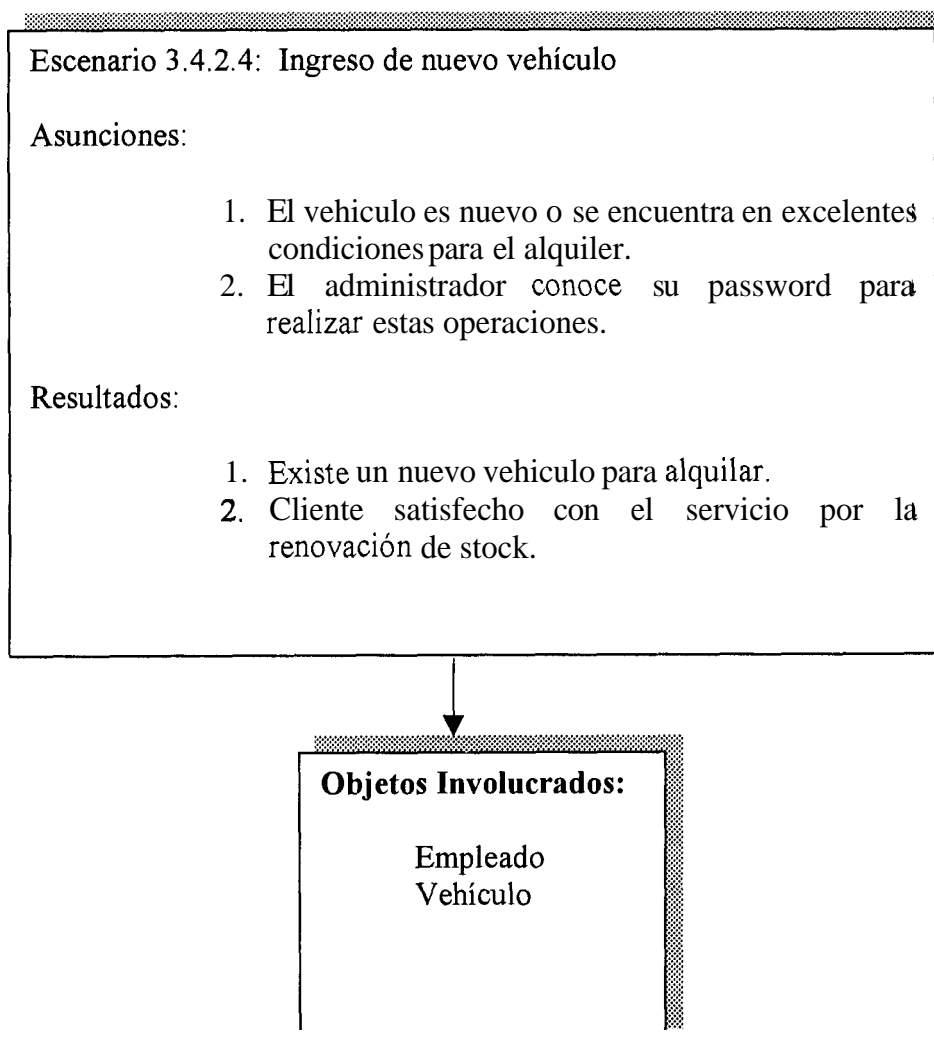 Escenario 3.4.2.4: Ingreso de nuevo vehículo
Asunciones:
1. El vehiculo es nuevo o se encuentra en excelentes
condiciones para el alquiler.
2. El administrador conoce su password para
realizar estas operaciones.
Resultados:
1. Existe un nuevo vehiculo para alquilar.
2. Cliente satisfecho con el servicio por la
renovación de stock.
Objetos Involucrados:
Empleado
Vehículo